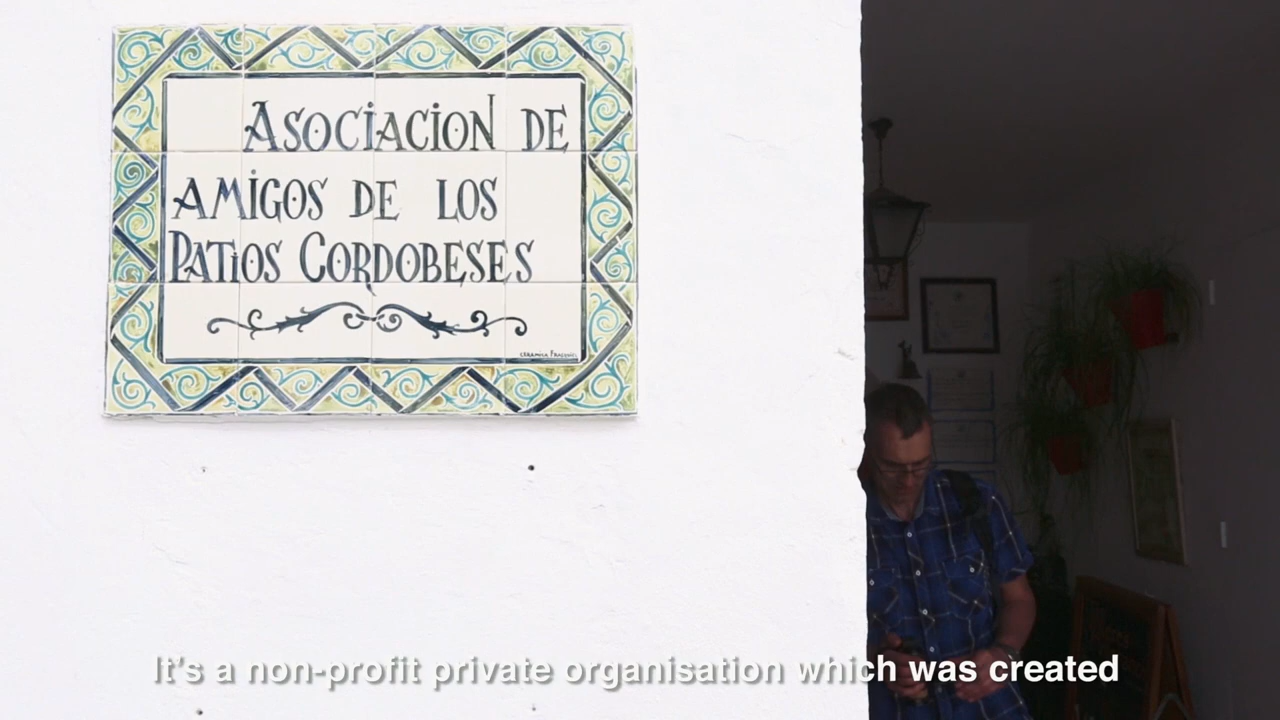 ASOCIACION DE
AMIGOS DE LOS
PATIOS CORDOBESES
It's a non-profit private organisation which was created